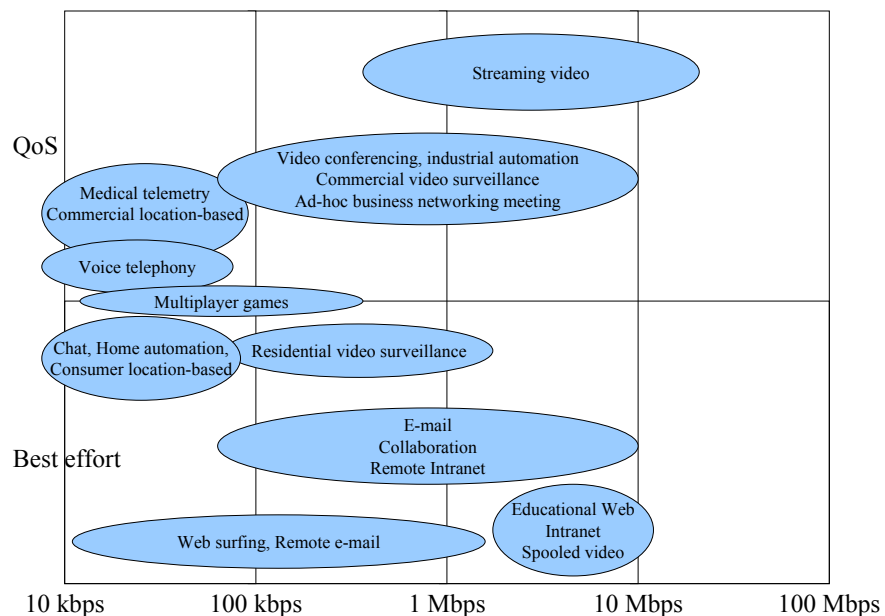 Streaming video
QoS
Video conferencing, industrial automation
Commercial video surveillance
Ad-hoc business networking meeting
Medical telemetry
Commercial location-based
Voice telephony
Multiplayer games
Chat, Home automation,
Consumer location-based
Residential video surveillance
E-mail
Collaboration
Remote Intranet
Best effort
Educational Web
Intranet
Spooled video
Web surfing, Remote e-mail
10 kbps 100 kbps 1 Mbps 10 Mbps 100 Mbps